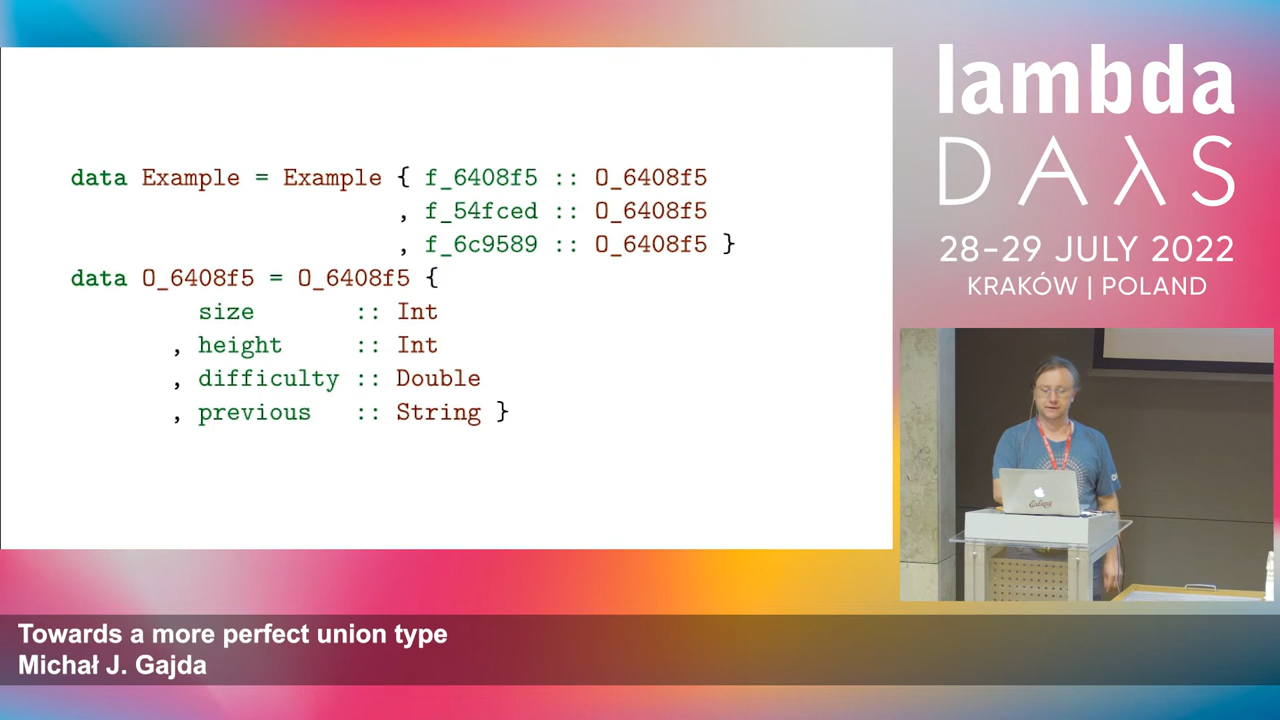 data Example = Example { f_6408f5 :: O_6408f5
, f_54fced :: O_6408f5
, f_6c9589 :: O_6408f5 }
data O_6408f5 = O_6408f5 {
size :: Int
, height :: Int
, difficulty :: Double
, previous :: String }
lambda
DAλS
28–29 JULY 2022
KRAKÓW | POLAND
Towards a more perfect union type
Michał J. Gajda